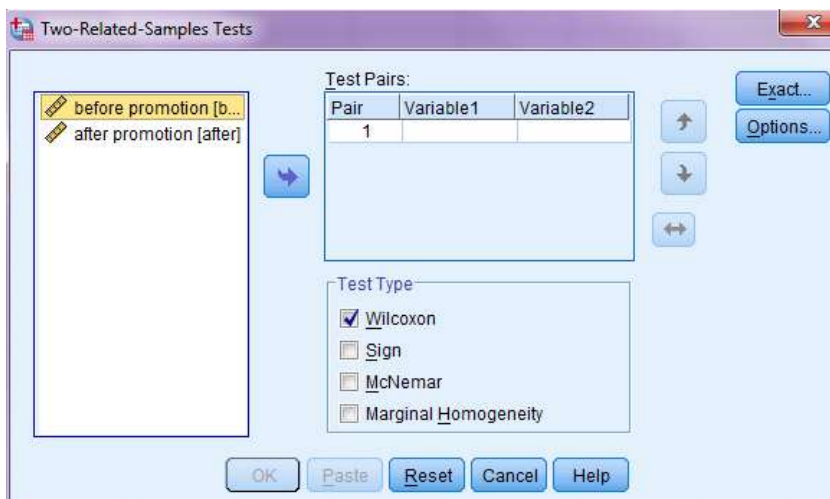 Two-Related-Samples Tests
before promotion [b...
after promotion [after]
Test Pairs:
Pair Variable1 Variable2
1
Exact...
Options...
Test Type
Wilcoxon
Sign
McNemar
Marginal Homogeneity
OK Paste Reset Cancel Help